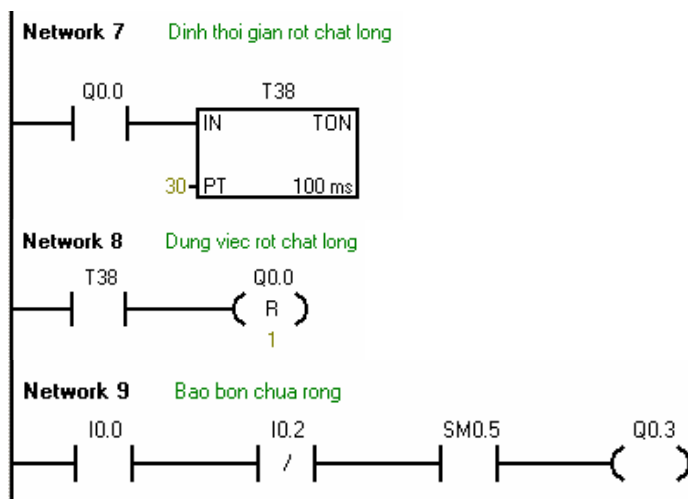 Network 7 Dinh thoi gian rot chat long
Q0.0 T38
IN TON
30 PT 100 ms
Network 8 Dung viec rot chat long
T38 Q0.0
R
1
Network 9 Bao bon chua rong
I0.0 I0.2 SM0.5 Q0.3
/